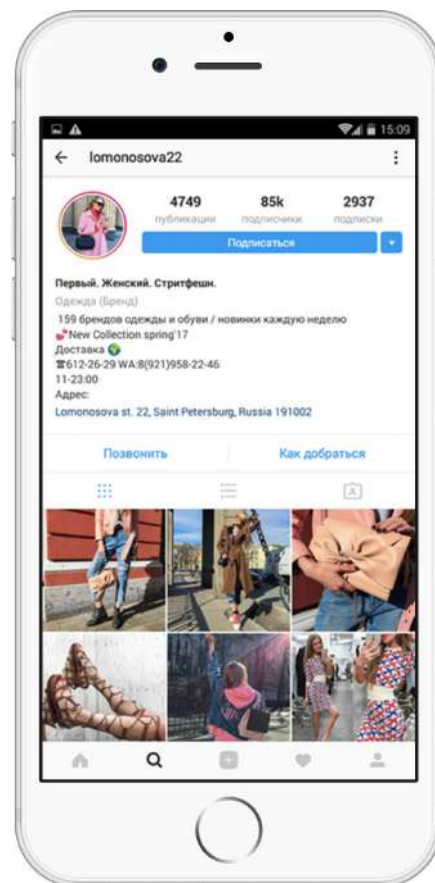 15:09
lomonosova22
4749 85k 2937
публикации подписчики подписки
Подписаться
Первый. Женский. Стритфешн.
Одежда (Бренд)
159 брендов одежды и обуви / новинки каждую неделю
💕New Collection spring'17
Доставка 🌍
☎612-26-29 WA:8(921)958-22-46
11-23:00
Адрес:
Lomonosova st. 22, Saint Petersburg, Russia 191002
Позвонить Как добраться